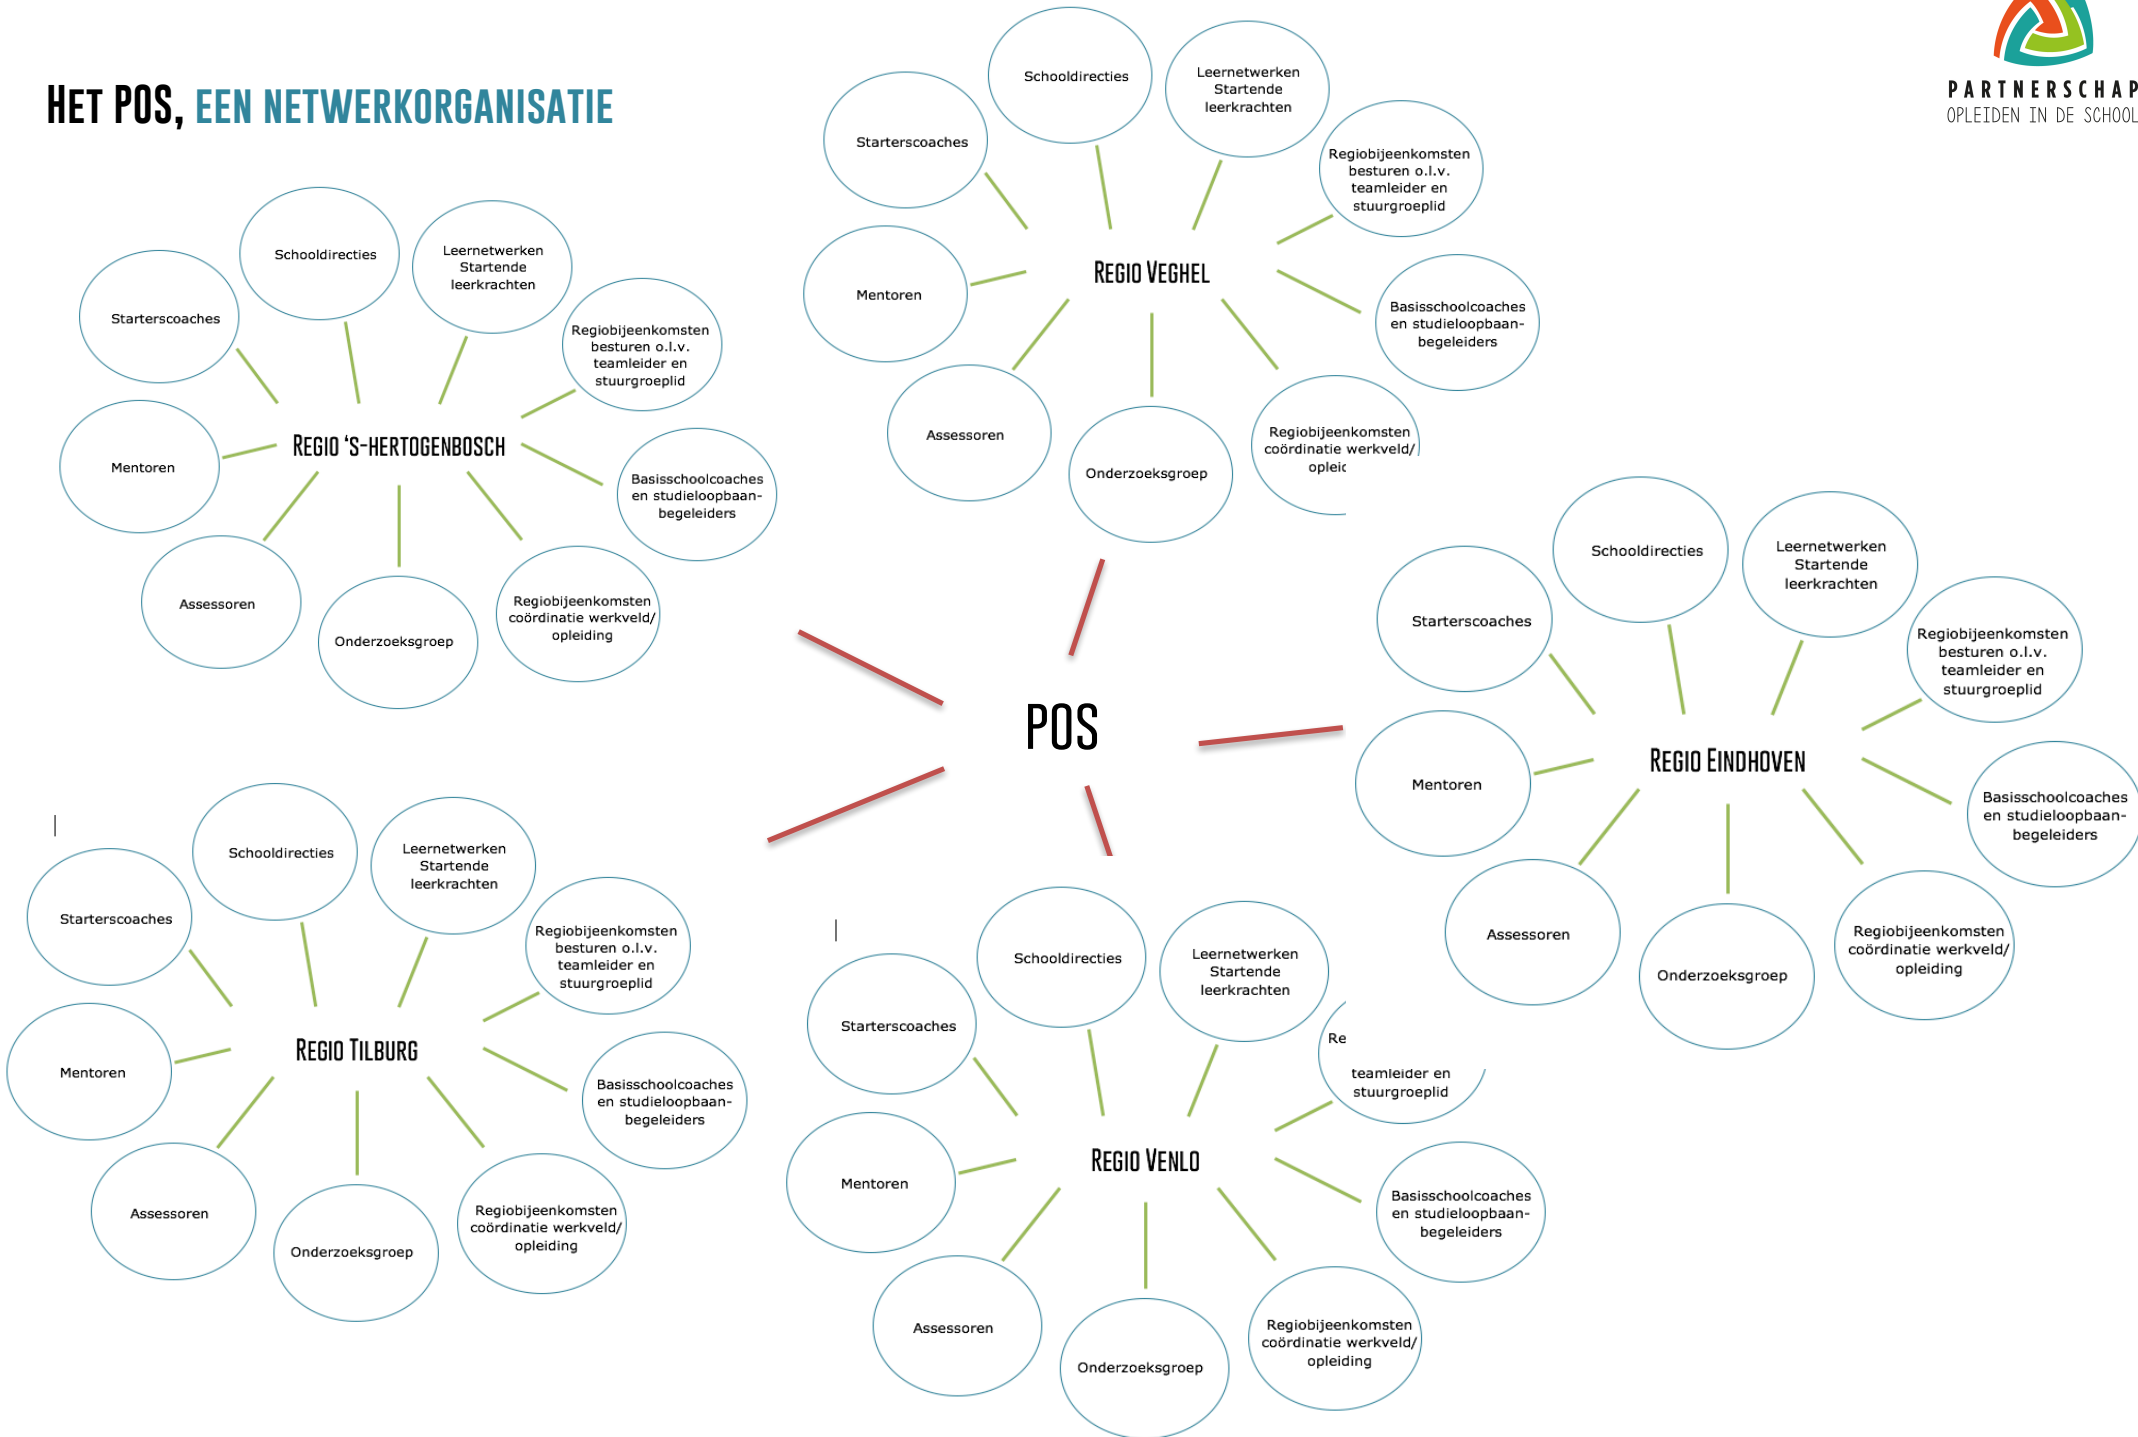 HET POS, EEN NETWERKORGANISATIE
PARTNERSCHAP
OPLEIDEN IN DE SCHOOL
Schooldirecties
Leernetwerken
Startende
leerkrachten
Starterscoaches
Regiobijeenkomsten
besturen o.l.v.
teamleider en
stuurgroeplid
Mentoren
REGIO VEGHEL
Basisschoolcoaches
en studieloopbaan-
begeleiders
Assessoren
Onderzoeksgroep
Regiobijeenkomsten
coördinatie werkveld/
Schooldirecties
Leernetwerken
Startende
leerkrachten
Starterscoaches
Regiobijeenkomsten
besturen o.l.v.
teamleider en
stuurgroeplid
REGIO ‘S-HERTOGENBOSCH
Mentoren
Basisschoolcoaches
en studieloopbaan-
begeleiders
Assessoren
Onderzoeksgroep
Regiobijeenkomsten
coördinatie werkveld/
opleiding
POS
Schooldirecties
Leernetwerken
Startende
leerkrachten
Starterscoaches
Regiobijeenkomsten
besturen o.l.v.
teamleider en
stuurgroeplid
Mentoren
REGIO EINDHOVEN
Basisschoolcoaches
en studieloopbaan-
begeleiders
Assessoren
Onderzoeksgroep
Regiobijeenkomsten
coördinatie werkveld/
opleiding
Schooldirecties
Leernetwerken
Startende
leerkrachten
Starterscoaches
Regiobijeenkomsten
besturen o.l.v.
teamleider en
stuurgroeplid
REGIO TILBURG
Mentoren
Basisschoolcoaches
en studieloopbaan-
begeleiders
Assessoren
Onderzoeksgroep
Regiobijeenkomsten
coördinatie werkveld/
opleiding
Schooldirecties
Leernetwerken
Startende
leerkrachten
Starterscoaches
teamleider en
stuurgroeplid
REGIO VENLO
Mentoren
Basisschoolcoaches
en studieloopbaan-
begeleiders
Assessoren
Onderzoeksgroep
Regiobijeenkomsten
coördinatie werkveld/
opleiding